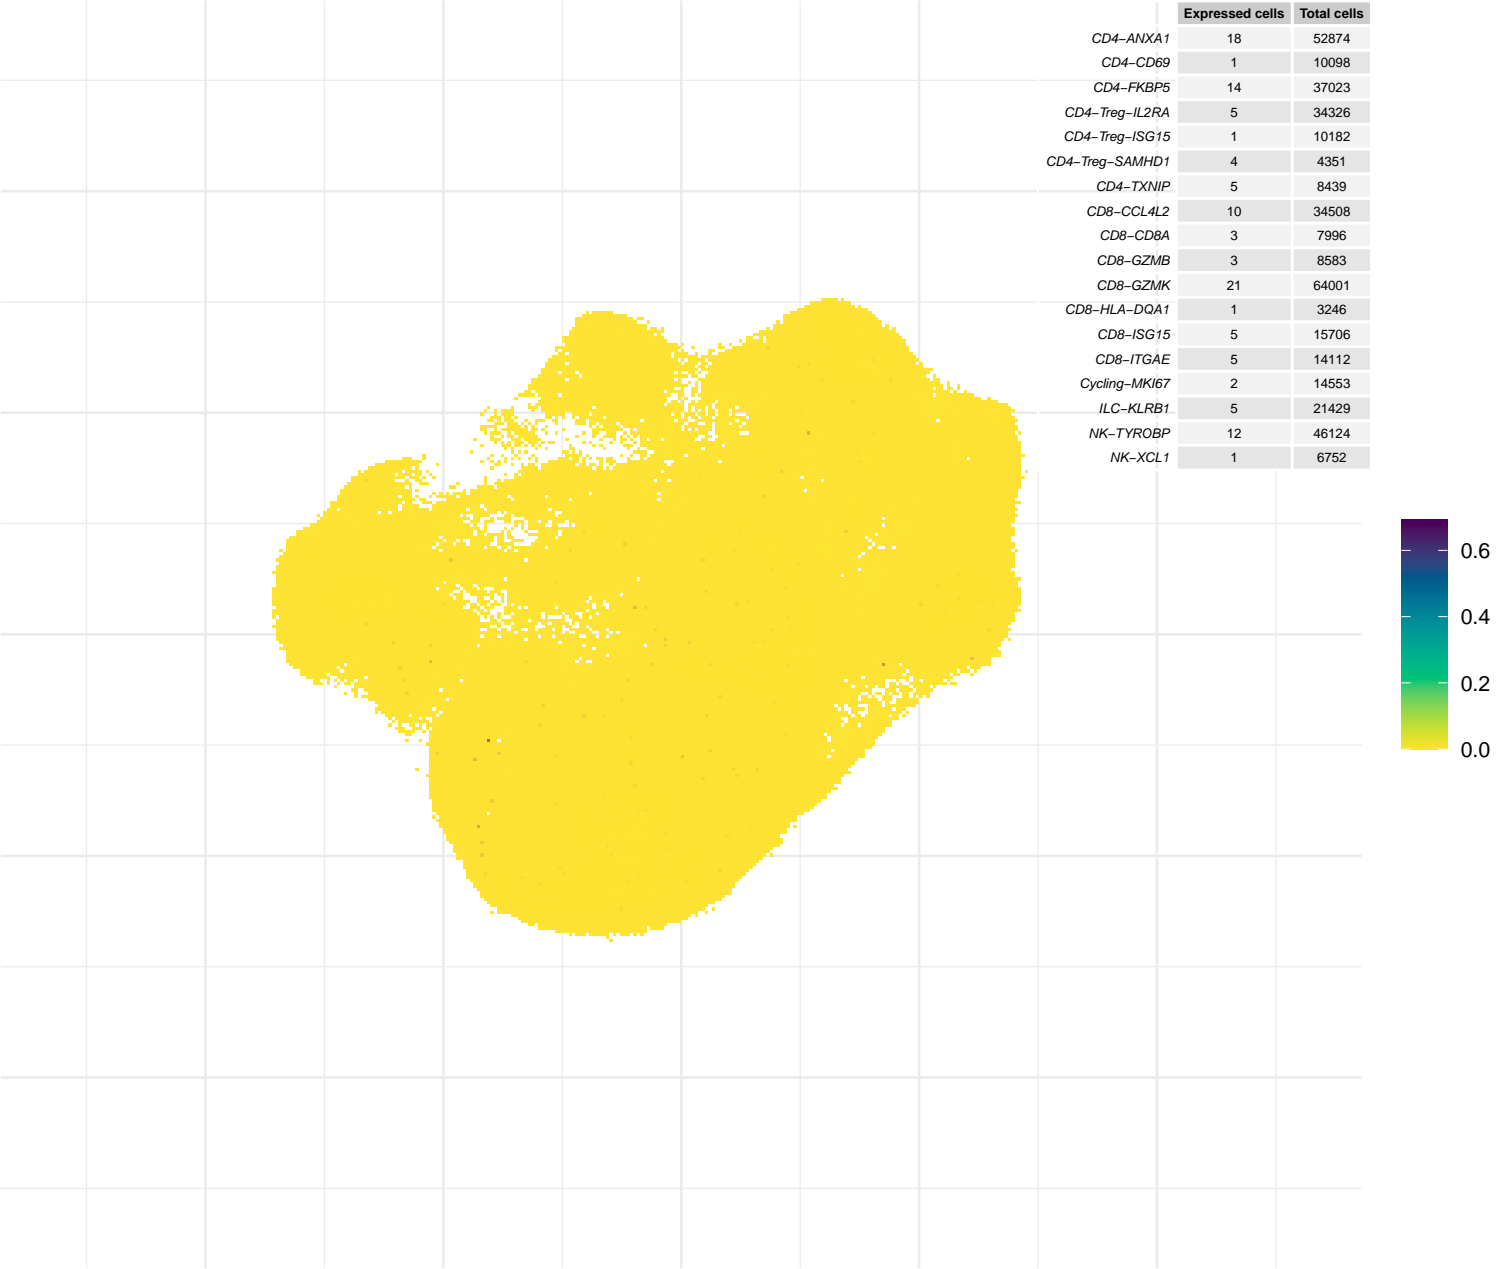 Expressed cells Total cells
CD4−ANXA1 18 52874
CD4−CD69 1 10098
CD4−FKBP5 14 37023
CD4−Treg−IL2RA 5 34326
CD4−Treg−ISG15 1 10182
CD4−Treg−SAMHD1 4 4351
CD4−TXNIP 5 8439
CD8−CCL4L2 10 34508
CD8−CD8A 3 7996
CD8−GZMB 3 8583
CD8−GZMK 21 64001
CD8−HLA−DQA1 1 3246
CD8−ISG15 5 15706
CD8−ITGAE 5 14112
Cycling−MKI67 2 14553
ILC−KLRB1 5 21429
NK−TYROBP 12 46124
NK−XCL1 1 6752
0.6
0.4
0.2
0.0